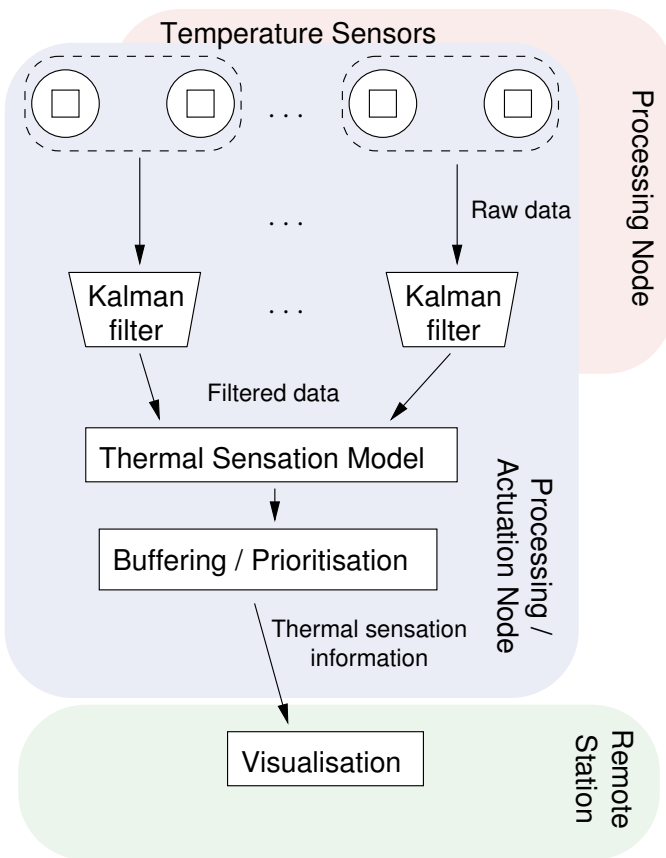 Temperature Sensors
. . .
Processing Node
. . .
Raw data
Kalman
filter
. . .
Kalman
filter
Filtered data
Thermal Sensation Model
Processing /
Actuation Node
Buffering / Prioritisation
Thermal sensation
information
Visualisation
Remote
Station